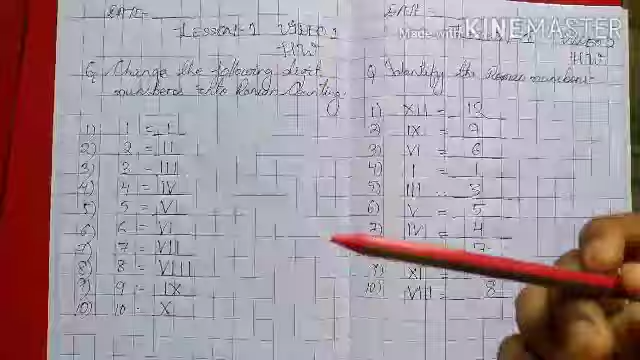 DATE -
LESSON-1 VIDEO 1
H.W
Q Change the following digit
numbers into Roman Counting.
1) 1 = I
2) 2 = II
3) 3 - III
4) 4 = IV
5) 5 = V
6) 6 = VI
7) 7 = VII
8) 8 = VIII
9) 9 - IX
10) 10 = X
Made with KINEMASTER
H.W
Q Identify the Roman numbers
1) XII = 12
2) IX = 9
3) VI = 6
4) I = 1
5) III = 3
6) V = 5
7) IV = 4
7
XI
10) VIII = 8